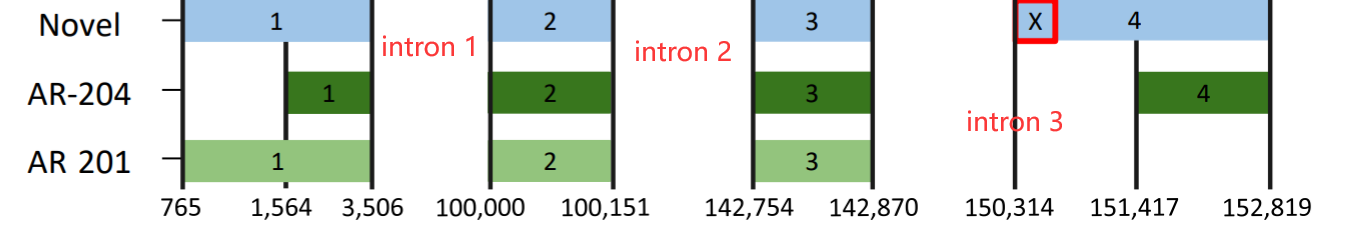 Novel 1 2 3 X 4
intron 1 intron 2
AR-204 1 2 3 4
intron 3
AR 201 1 2 3
765 1,564 3,506 100,000 100,151 142,754 142,870 150,314 151,417 152,819